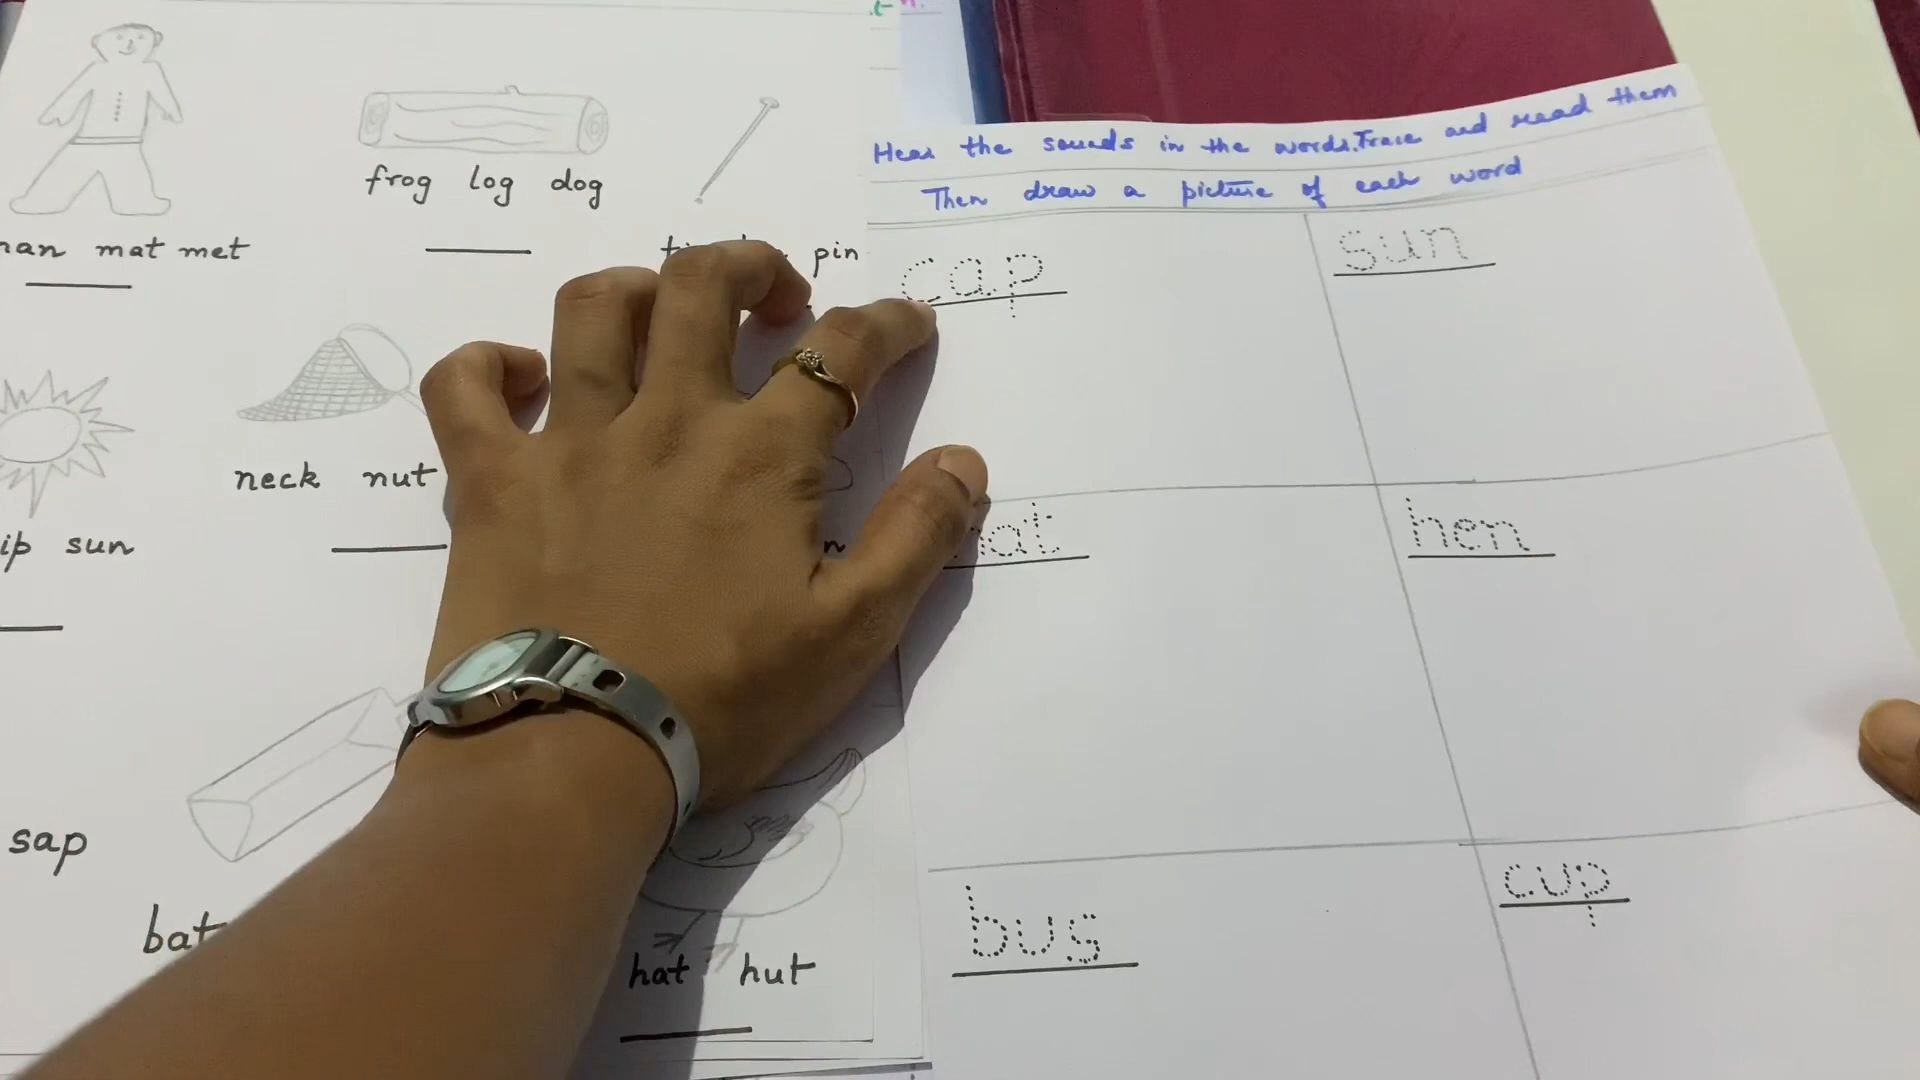 frog log dog
mat met
pin
neck nut
sun
sap
bat
hat hut
Hear the sounds in the words. Trace and read them
Then draw a picture of each word
cap
sun
hen
bus
cup